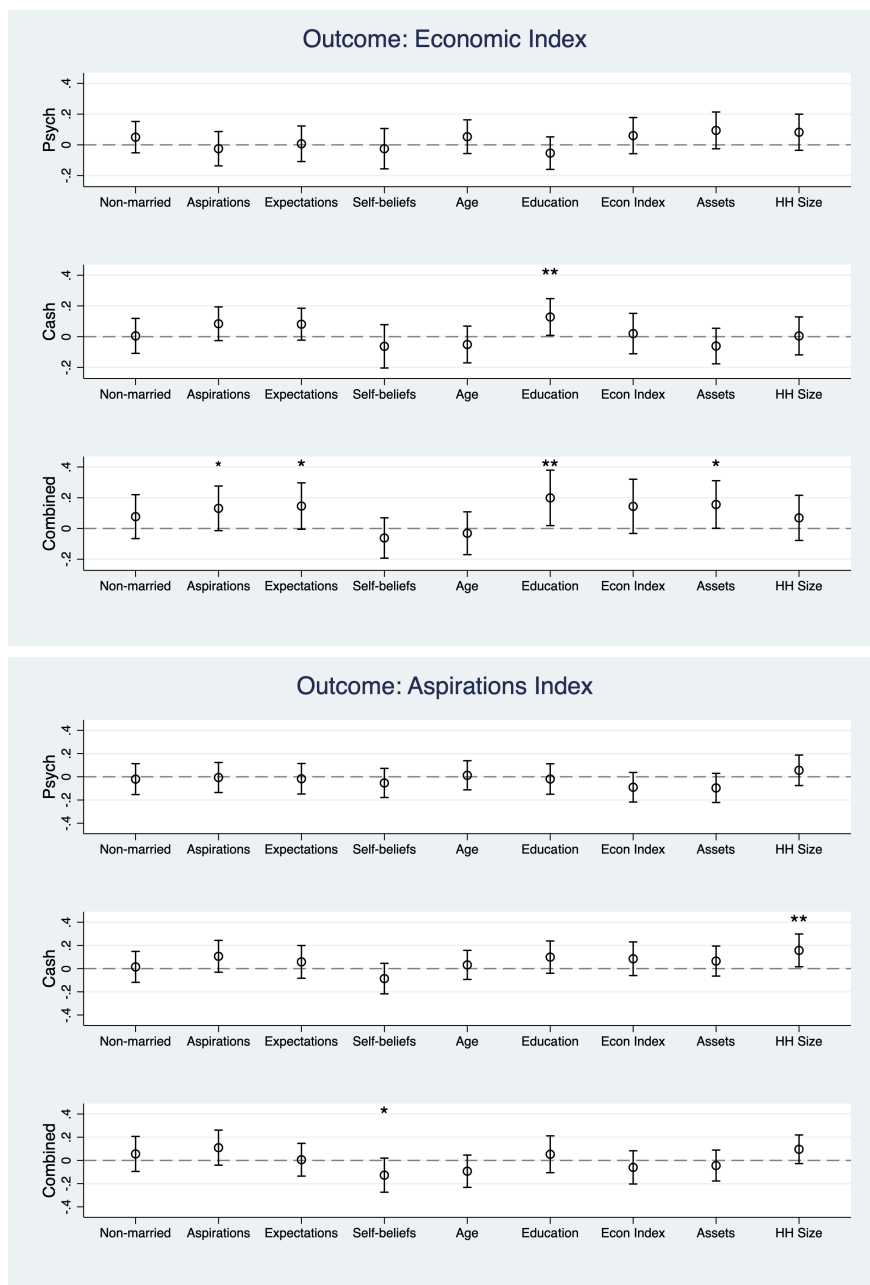 Outcome: Economic Index
Psych
.4
.2
0
-.2
Non-married Aspirations Expectations Self-beliefs Age Education Econ Index Assets HH Size
**
Cash
.4
.2
0
-.2
Non-married Aspirations Expectations Self-beliefs Age Education Econ Index Assets HH Size
* * ** *
Combined
.4
.2
0
-.2
Non-married Aspirations Expectations Self-beliefs Age Education Econ Index Assets HH Size
Outcome: Aspirations Index
Psych
.4
.2
0
-.2
-.4
Non-married Aspirations Expectations Self-beliefs Age Education Econ Index Assets HH Size
**
Cash
.4
.2
0
-.2
-.4
Non-married Aspirations Expectations Self-beliefs Age Education Econ Index Assets HH Size
*
Combined
.4
.2
0
-.2
-.4
Non-married Aspirations Expectations Self-beliefs Age Education Econ Index Assets HH Size